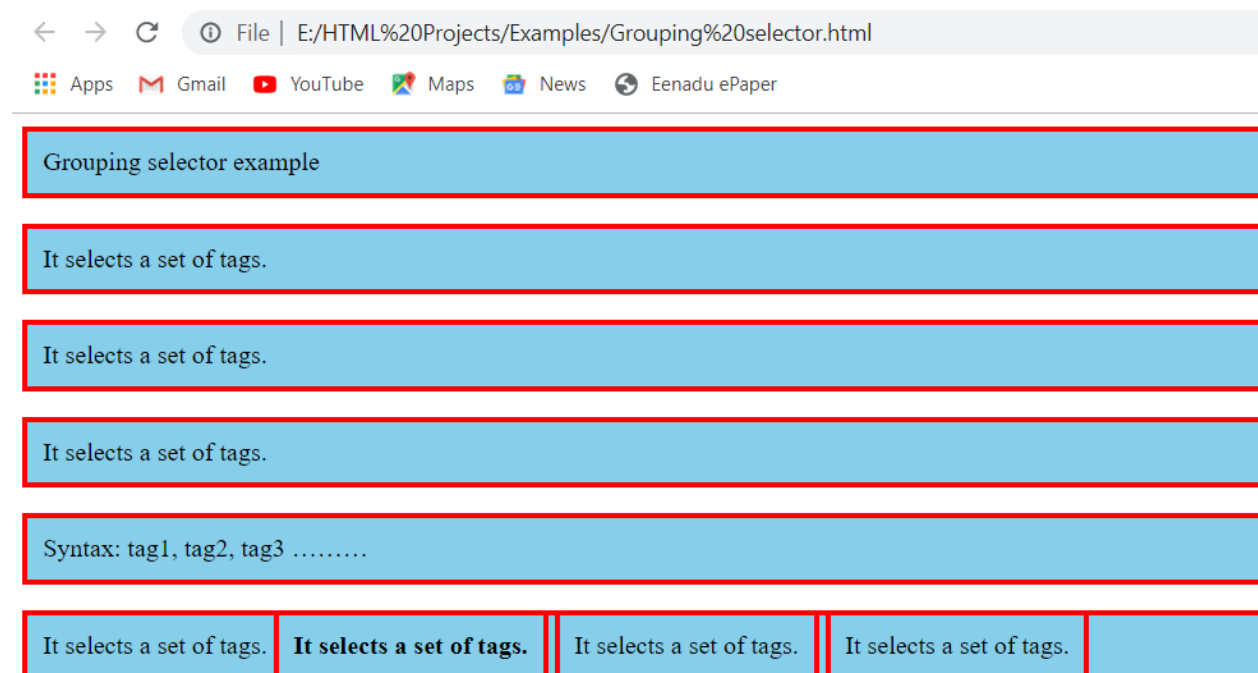 File | E:/HTML%20Projects/Examples/Grouping%20selector.html
Apps Gmail YouTube Maps News Eenadu ePaper
Grouping selector example
It selects a set of tags.
It selects a set of tags.
It selects a set of tags.
Syntax: tag1, tag2, tag3 ………
It selects a set of tags. It selects a set of tags. It selects a set of tags. It selects a set of tags.